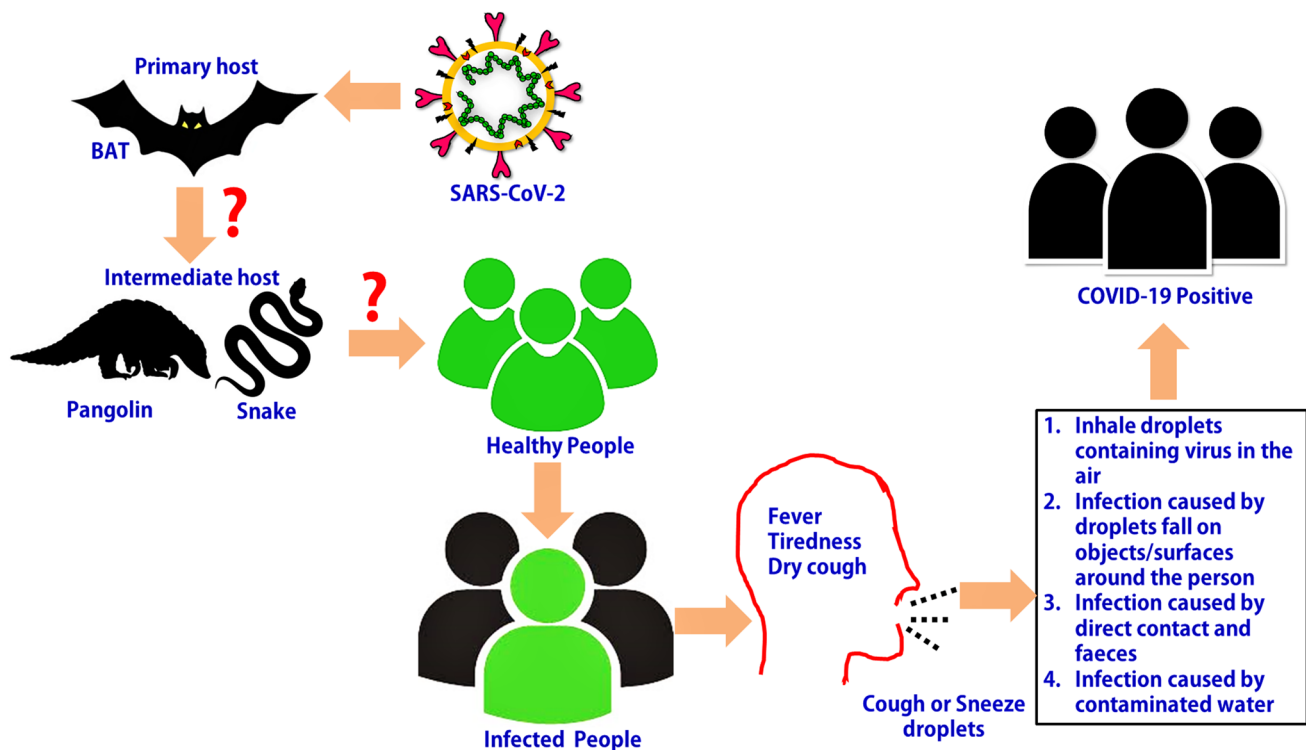 Primary host
BAT
SARS-CoV-2
?
Intermediate host
?
Pangolin
Snake
Healthy People
Infected People
Fever
Tiredness
Dry cough
Cough or Sneeze
droplets
1. Inhale droplets
containing virus in the
air
2. Infection caused by
droplets fall on
objects/surfaces
around the person
3. Infection caused by
direct contact and
faeces
4. Infection caused by
contaminated water
COVID-19 Positive